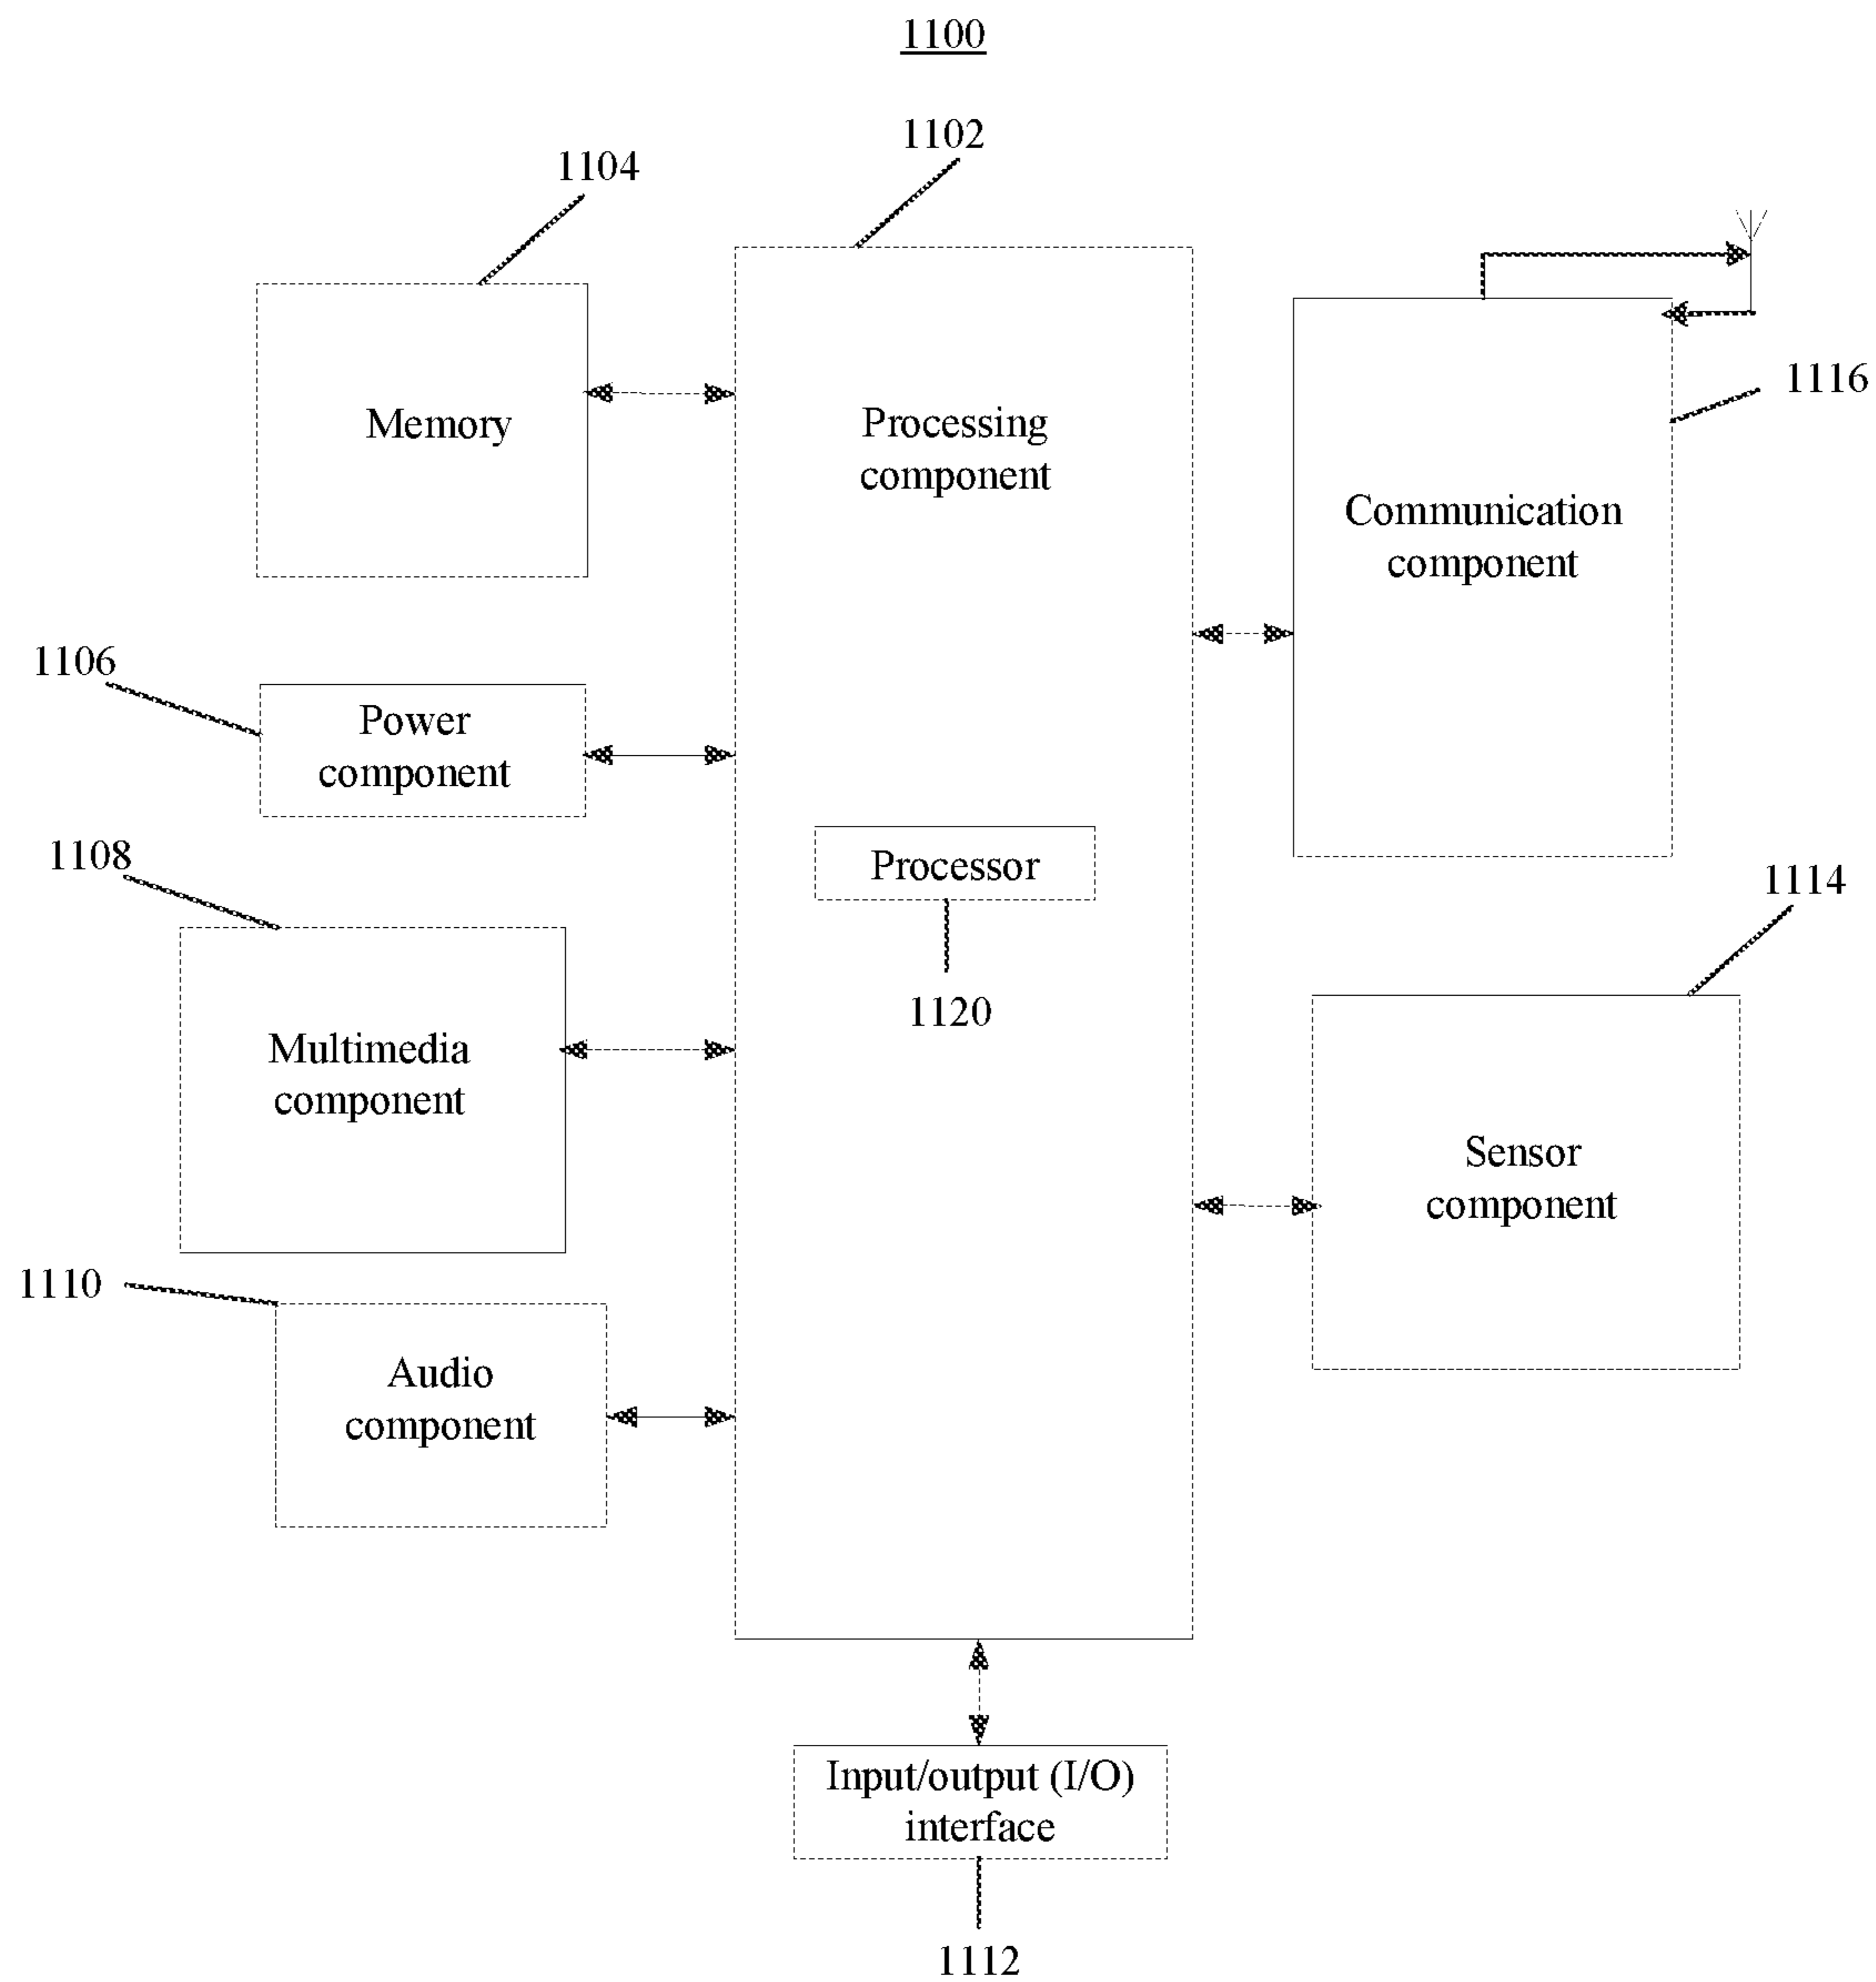 1100
1102
1104
Memory
Processing
component
1116
Communication
component
1106
Power
component
1108
Processor
1114
1120
Multimedia
component
Sensor
component
1110
Audio
component
Input/output (I/O)
interface
1112